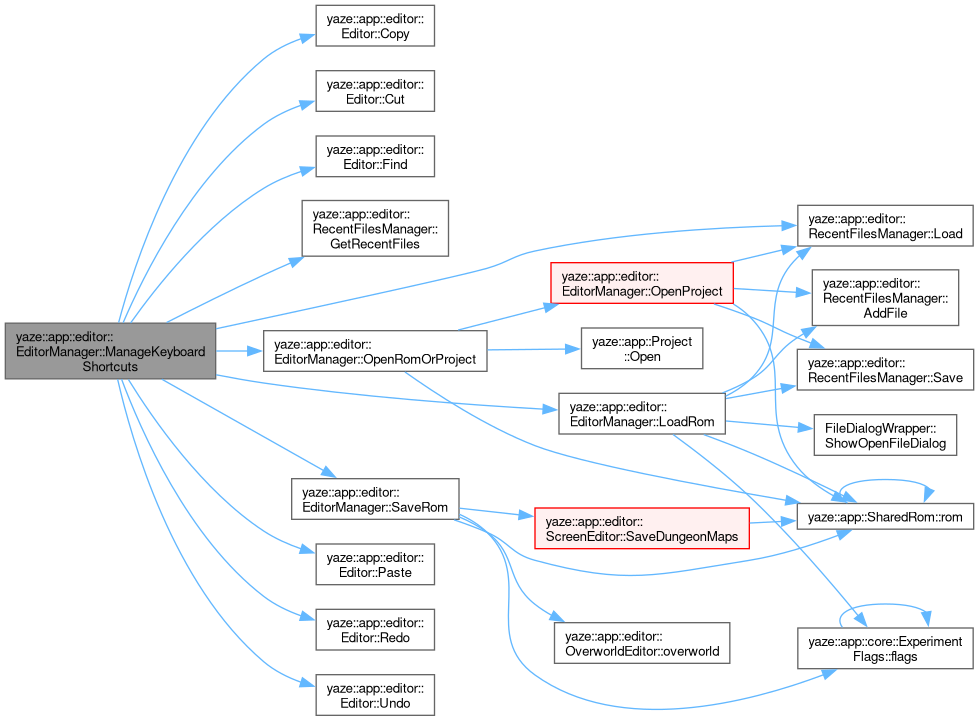 yaze::app::editor::
EditorManager::ManageKeyboard
Shortcuts
yaze::app::editor::
Editor::Copy
yaze::app::editor::
Editor::Cut
yaze::app::editor::
Editor::Find
yaze::app::editor::
RecentFilesManager::
GetRecentFiles
yaze::app::editor::
EditorManager::OpenRomOrProject
yaze::app::editor::
EditorManager::SaveRom
yaze::app::editor::
Editor::Paste
yaze::app::editor::
Editor::Redo
yaze::app::editor::
Editor::Undo
yaze::app::editor::
EditorManager::OpenProject
yaze::app::Project
::Open
yaze::app::editor::
EditorManager::LoadRom
yaze::app::editor::
ScreenEditor::SaveDungeonMaps
yaze::app::editor::
OverworldEditor::overworld
yaze::app::editor::
RecentFilesManager::Load
yaze::app::editor::
RecentFilesManager::
AddFile
yaze::app::editor::
RecentFilesManager::Save
FileDialogWrapper::
ShowOpenFileDialog
yaze::app::SharedRom::rom
yaze::app::core::Experiment
Flags::flags